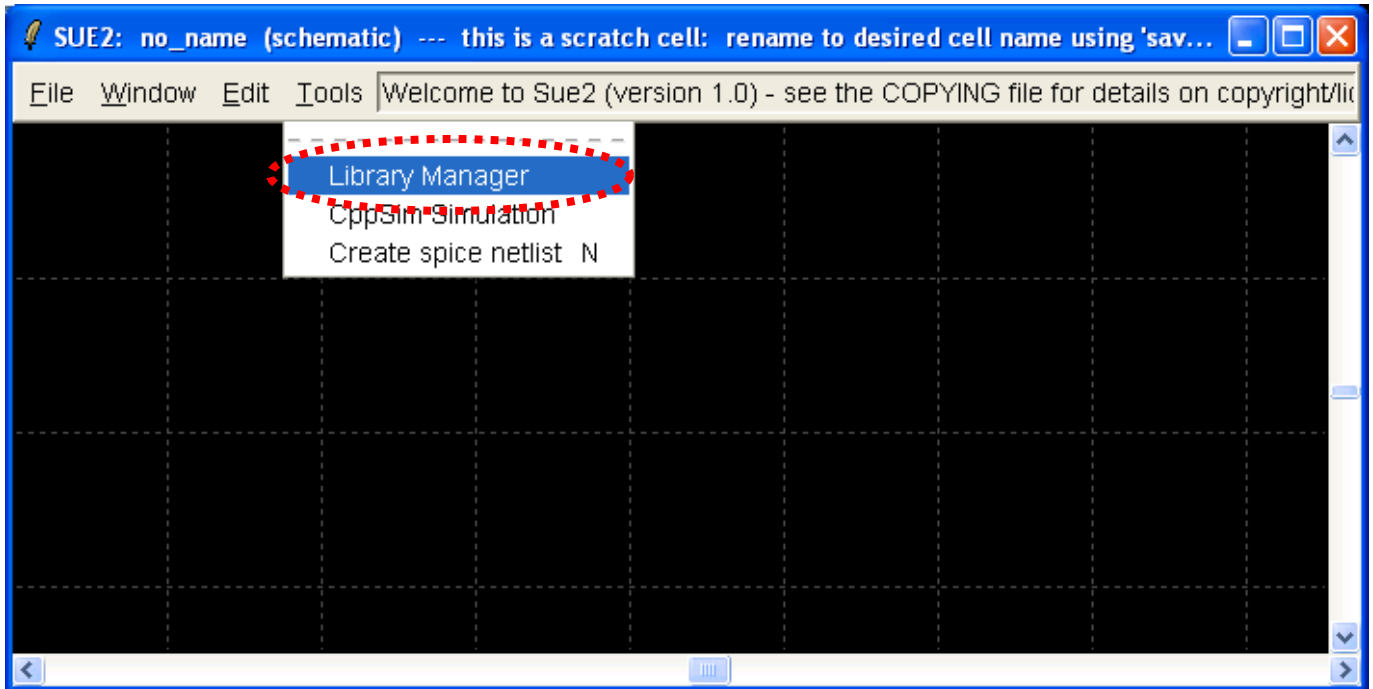 SUE2: no_name (schematic) --- this is a scratch cell: rename to desired cell name using 'sav...
File Window Edit Tools Welcome to Sue2 (version 1.0) - see the COPYING file for details on copyright/lic
Library Manager
CppSim Simulation
Create spice netlist N